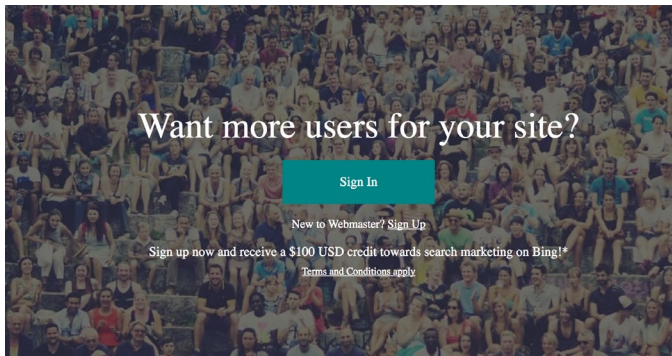 Want more users for your site?
Sign In
New to Webmaster? Sign Up
Sign up now and receive a $100 USD credit towards search marketing on Bing!*
Terms and Conditions apply